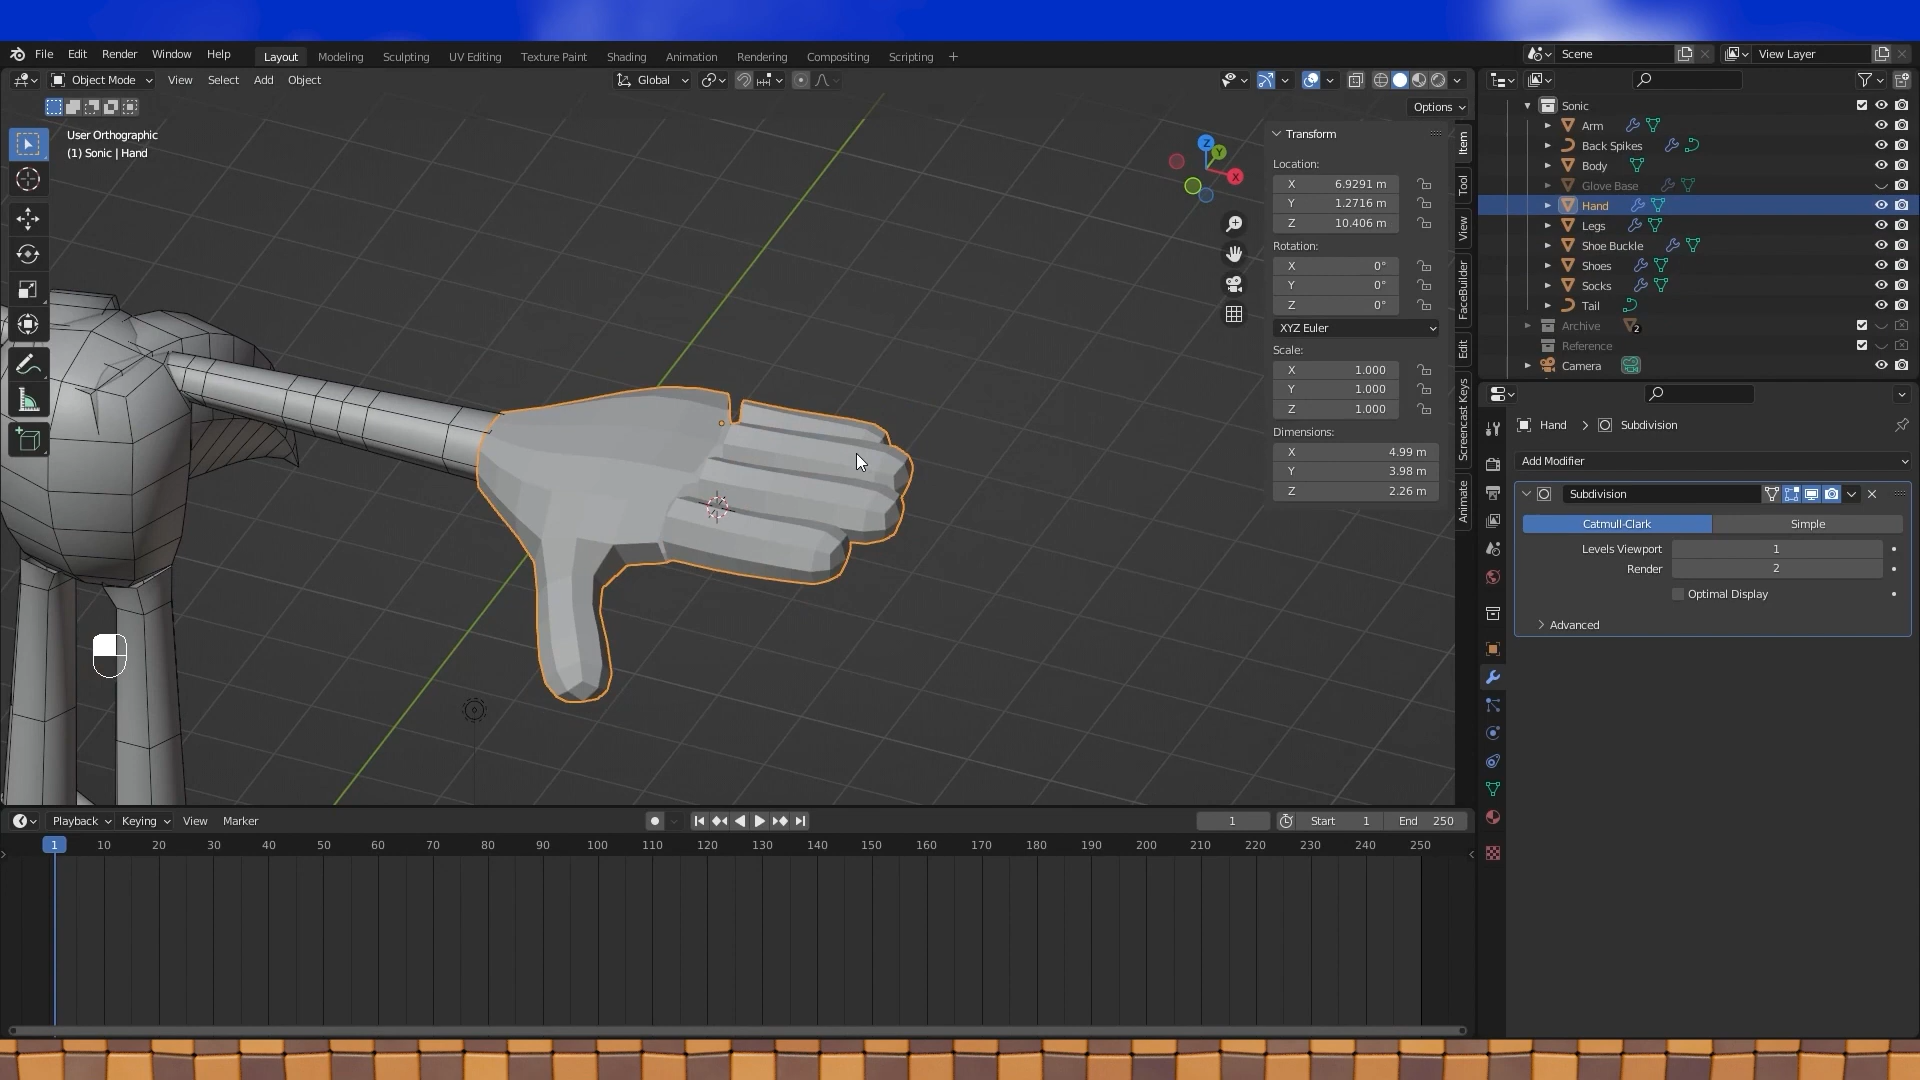 File Edit Render Window Help Layout Modeling Sculpting UV Editing Texture Paint Shading Animation Rendering Compositing Scripting + Scene View Layer
Object Mode View Select Add Object Global
Options
User Orthographic
(1) Sonic | Hand
Transform
Location:
X 6.9291 m
Y 1.2716 m
Z 10.406 m
Rotation:
X 0°
Y 0°
Z 0°
XYZ Euler
Scale:
X 1.000
Y 1.000
Z 1.000
Dimensions:
X 4.99 m
Y 3.98 m
Z 2.26 m
Item
Tool
View
FaceBuilder
Edit
Screencast Keys
Animate
Z
Y
X
Sonic
Arm
Back Spikes
Body
Glove Base
Hand
Legs
Shoe Buckle
Shoes
Socks
Tail
Archive 2
Reference
Camera
Hand > Subdivision
Add Modifier
Subdivision
Catmull-Clark Simple
Levels Viewport 1
Render 2
Optimal Display
Advanced
Playback Keying View Marker 1 Start 1 End 250
1 10 20 30 40 50 60 70 80 90 100 110 120 130 140 150 160 170 180 190 200 210 220 230 240 250